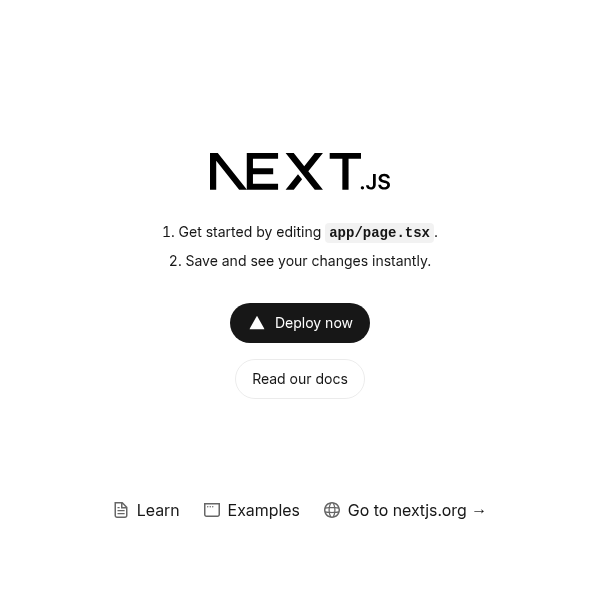 NEXT.JS
1. Get started by editing app/page.tsx.
2. Save and see your changes instantly.
Deploy now
Read our docs
Learn
Examples
Go to nextjs.org →